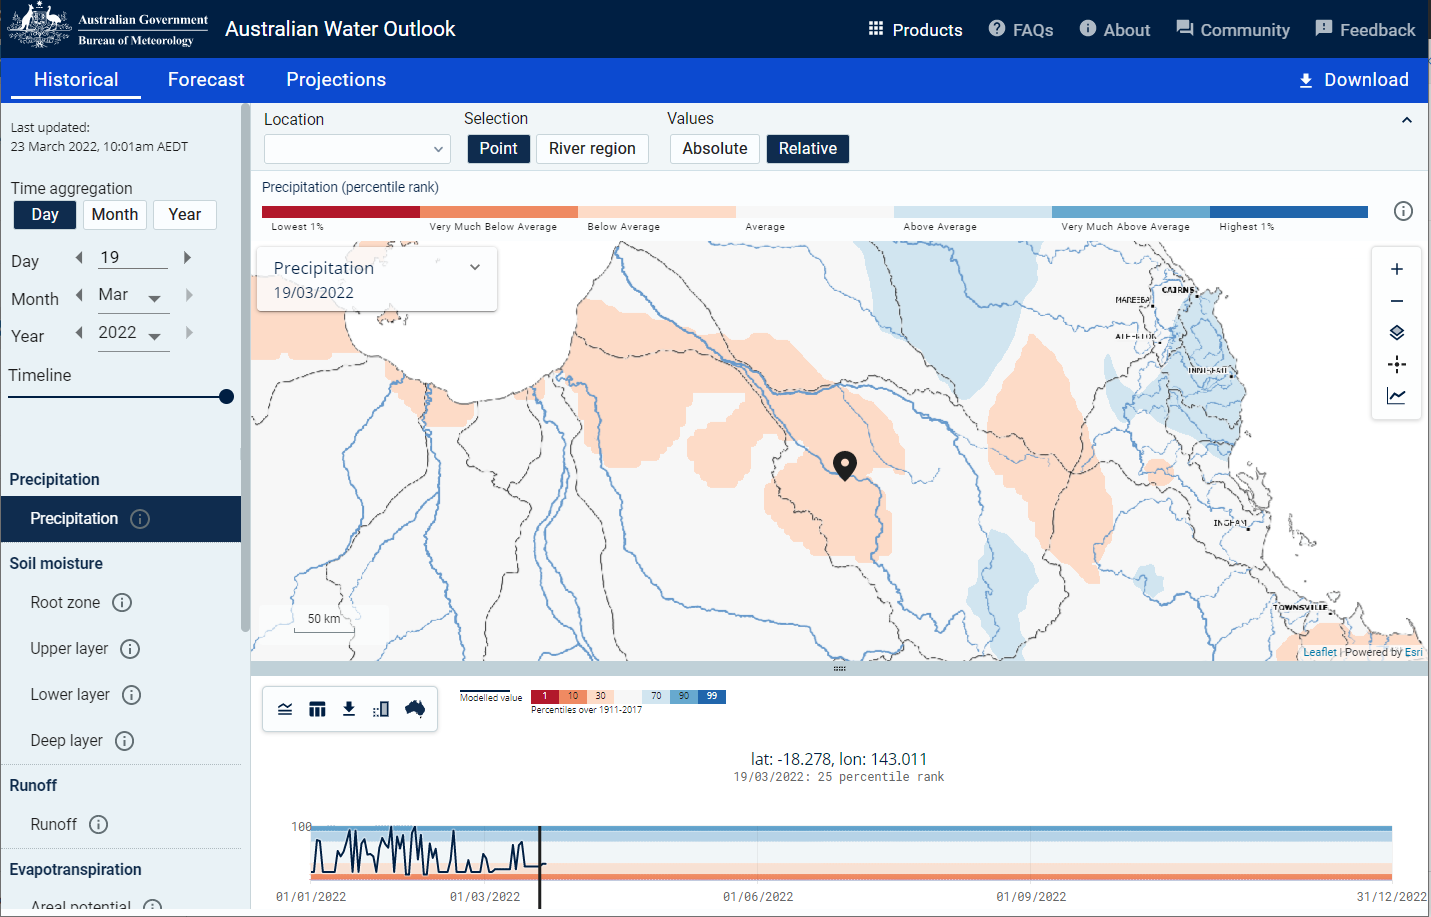 Australian Government
Bureau of Meteorology
Australian Water Outlook
Products
FAQs
About
Community
Feedback
Historical
Forecast
Projections
Download
Last updated:
23 March 2022, 10:01am AEDT
Time aggregation
Day
Month
Year
Day
19
Month
Mar
Year
2022
Timeline
Precipitation
Precipitation
Soil moisture
Root zone
Upper layer
Lower layer
Deep layer
Runoff
Runoff
Evapotranspiration
Areal potential
Location
Selection
Point
River region
Values
Absolute
Relative
Precipitation (percentile rank)
Lowest 1%
Very Much Below Average
Below Average
Average
Above Average
Very Much Above Average
Highest 1%
Precipitation
19/03/2022
CAIRNS
MAREEBA
ATHERTON
INNISFAIL
INGHAM
TOWNSVILLE
50 km
Leaflet | Powered by Esri
Modelled value
1 10 30 70 90 99
Percentiles over 1911-2017
lat: -18.278, lon: 143.011
19/03/2022: 25 percentile rank
100
01/01/2022
01/03/2022
01/06/2022
01/09/2022
31/12/2022